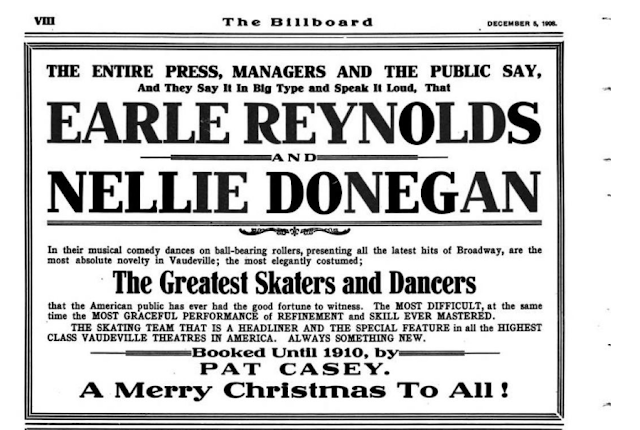 VIII The Billboard DECEMBER 5, 1908.
THE ENTIRE PRESS, MANAGERS AND THE PUBLIC SAY,
And They Say It In Big Type and Speak It Loud, That
EARLE REYNOLDS
AND
NELLIE DONEGAN
In their musical comedy dances on ball-bearing rollers, presenting all the latest hits of Broadway, are the
most absolute novelty in Vaudeville; the most elegantly costumed;
The Greatest Skaters and Dancers
that the American public has ever had the good fortune to witness. The MOST DIFFICULT, at the same
time the MOST GRACEFUL PERFORMANCE of REFINEMENT and SKILL EVER MASTERED.
THE SKATING TEAM THAT IS A HEADLINER AND THE SPECIAL FEATURE in all the HIGHEST
CLASS VAUDEVILLE THEATRES IN AMERICA. ALWAYS SOMETHING NEW.
Booked Until 1910, by
PAT CASEY.
A Merry Christmas To All!